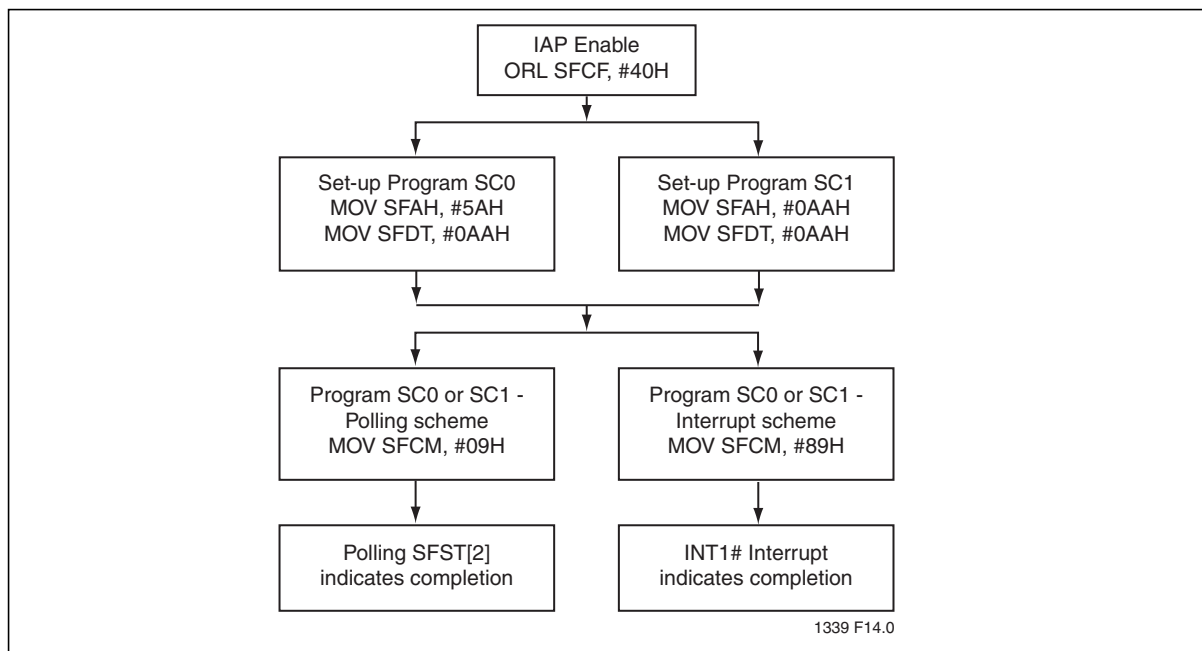 IAP Enable
ORL SFCF, #40H
Set-up Program SC0
MOV SFAH, #5AH
MOV SFDT, #0AAH
Set-up Program SC1
MOV SFAH, #0AAH
MOV SFDT, #0AAH
Program SC0 or SC1 -
Polling scheme
MOV SFCM, #09H
Program SC0 or SC1 -
Interrupt scheme
MOV SFCM, #89H
Polling SFST[2]
indicates completion
INT1# Interrupt
indicates completion
1339 F14.0